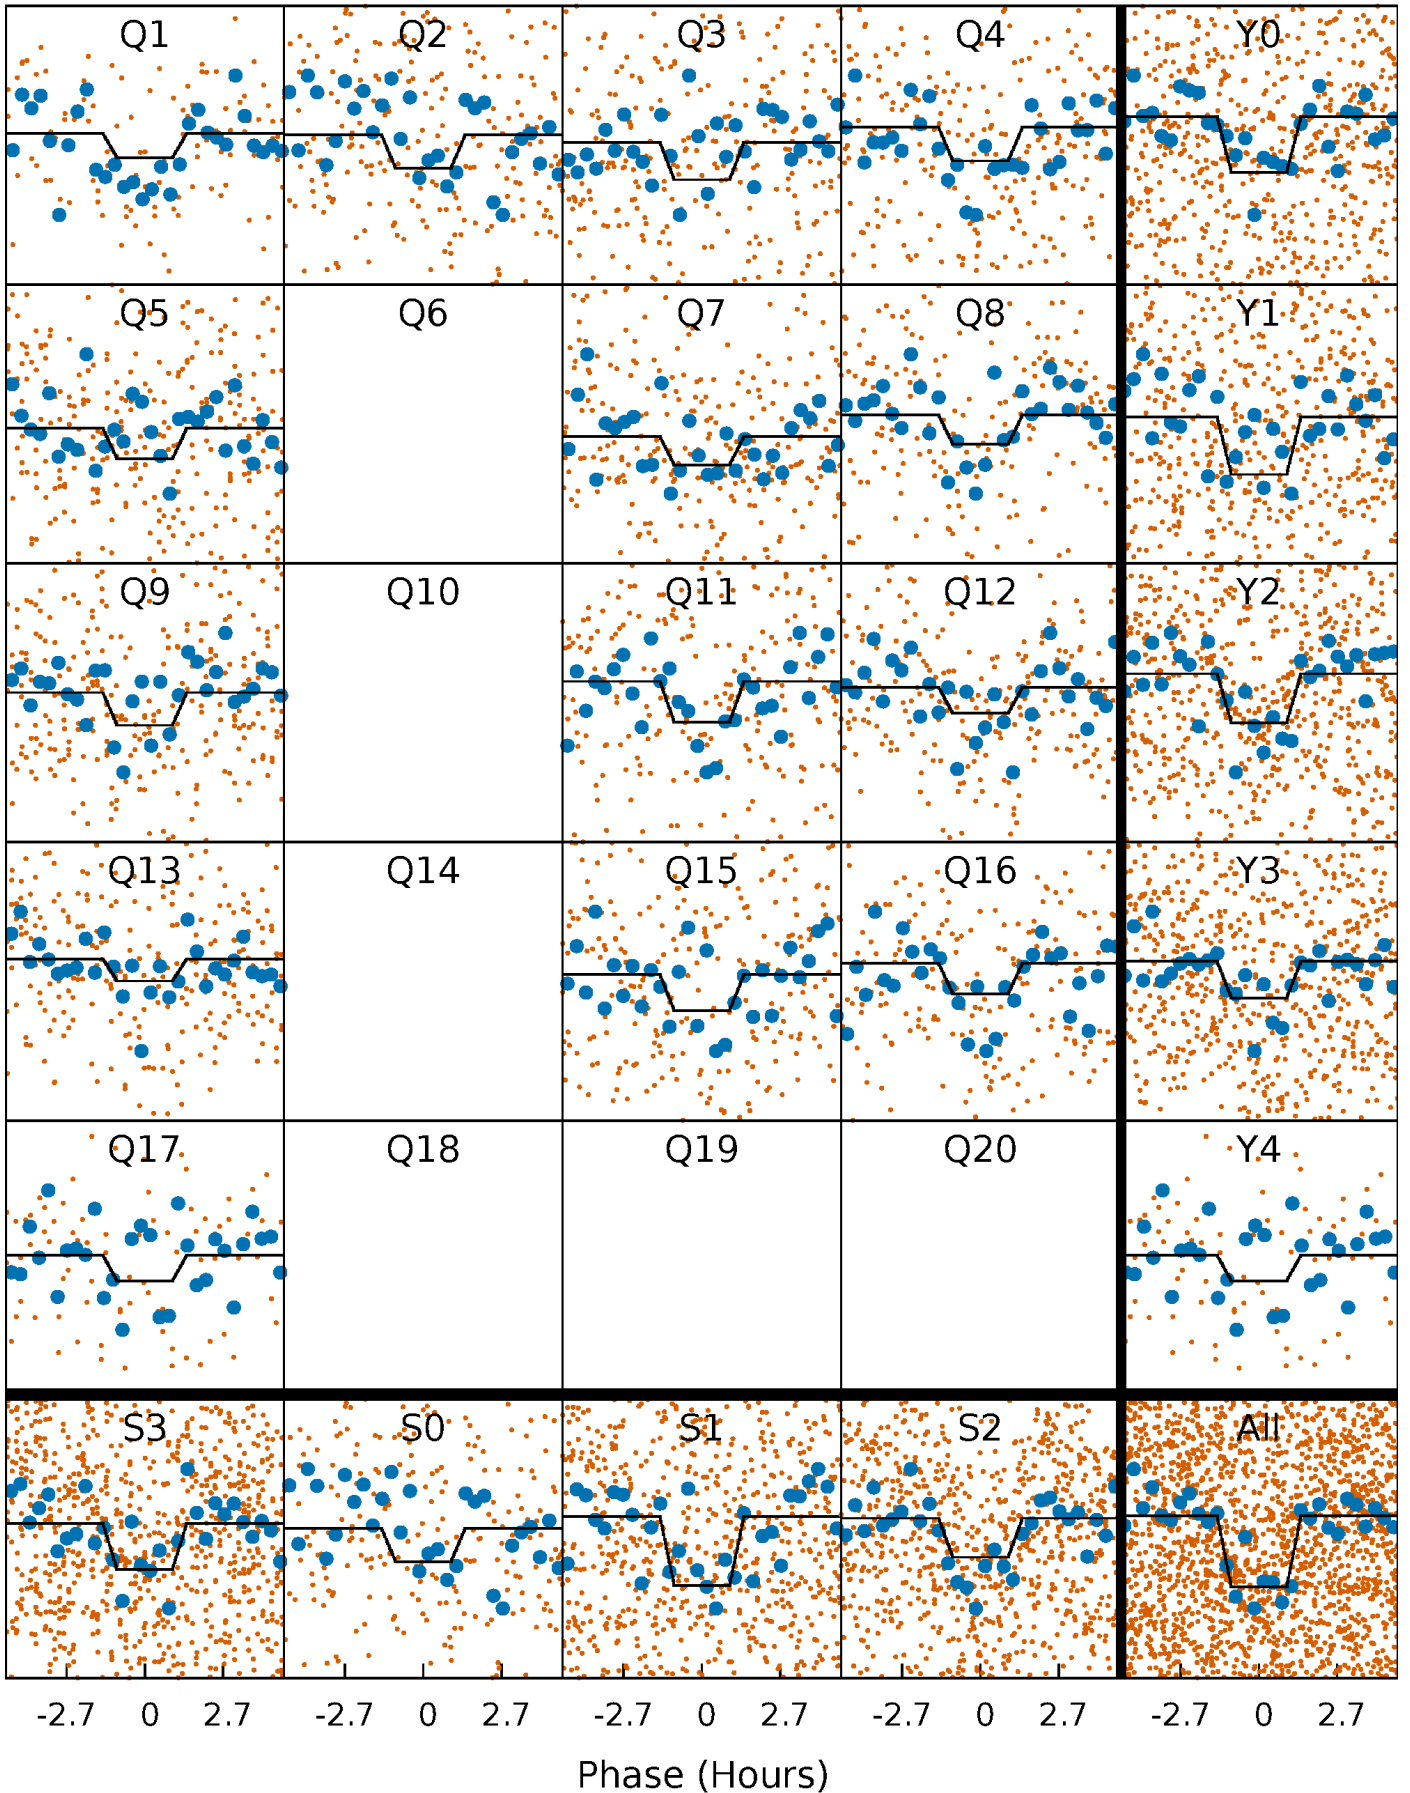 Q1 Q2 Q3 Q4 Y0
Q5 Q6 Q7 Q8 Y1
Q9 Q10 Q11 Q12 Y2
Q13 Q14 Q15 Q16 Y3
Q17 Q18 Q19 Q20 Y4
S3 S0 S1 S2 All
-2.7 0 2.7 -2.7 0 2.7 -2.7 0 2.7 -2.7 0 2.7 -2.7 0 2.7
Phase (Hours)